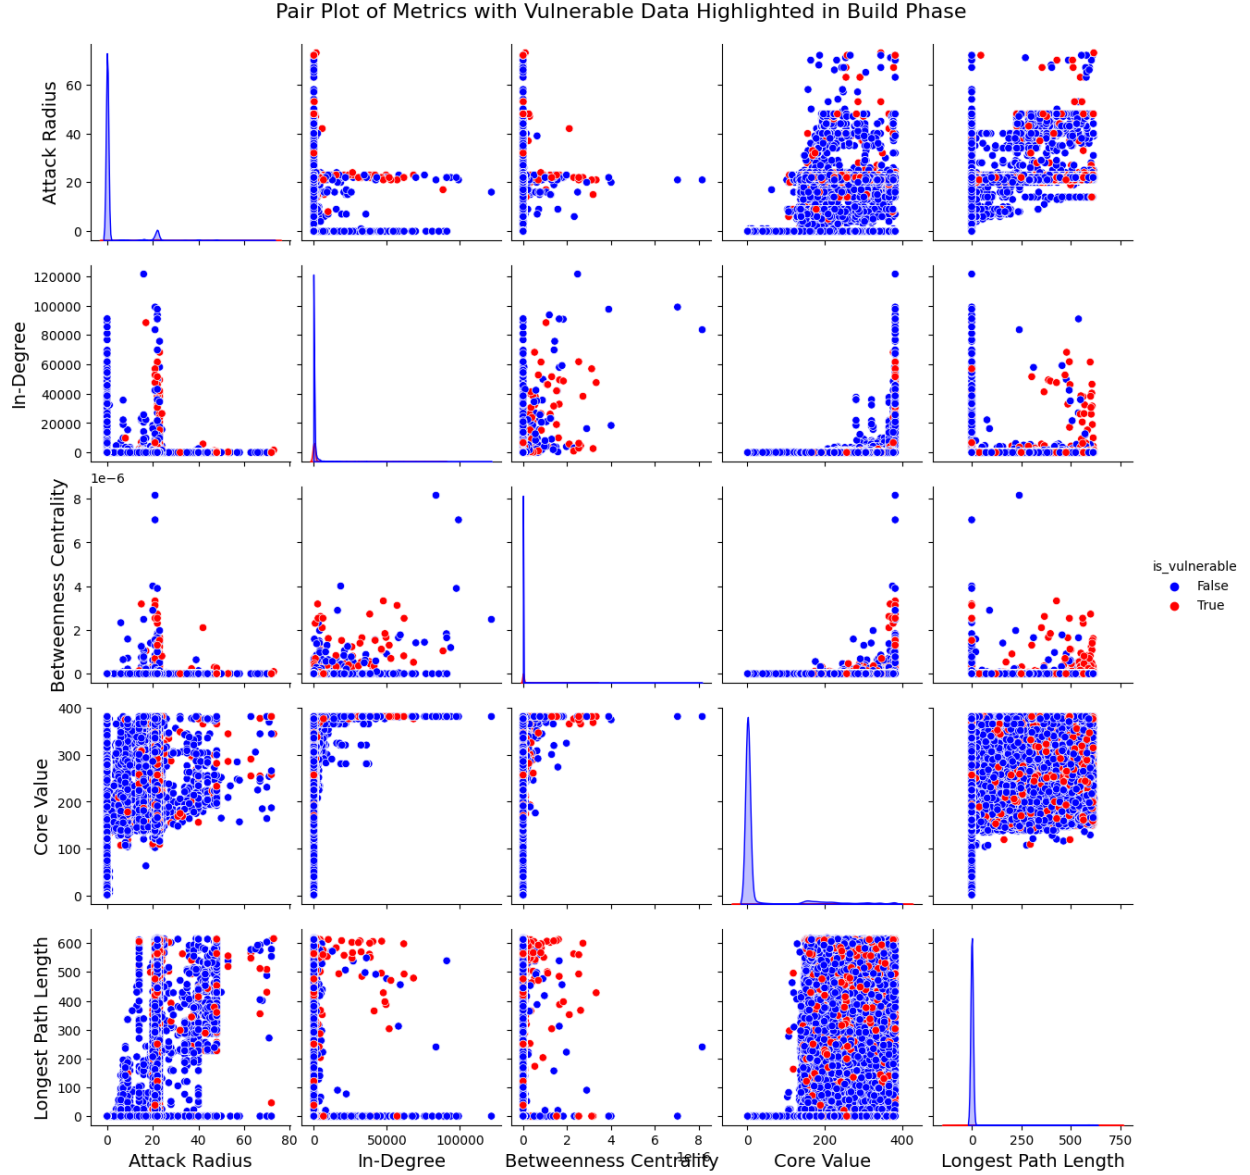 Pair Plot of Metrics with Vulnerable Data Highlighted in Build Phase
Attack Radius
60
40
20
0
In-Degree
120000
100000
80000
60000
40000
20000
0
1e−6
Betweenness Centrality
8
6
4
2
0
is_vulnerable
False
True
Core Value
400
300
200
100
0
Longest Path Length
600
500
400
300
200
100
0
0 20 40 60 80
0 50000 100000
0 2 4 6 8
1e−6
0 200 400
0 250 500 750
Attack Radius
In-Degree
Betweenness Centrality
Core Value
Longest Path Length